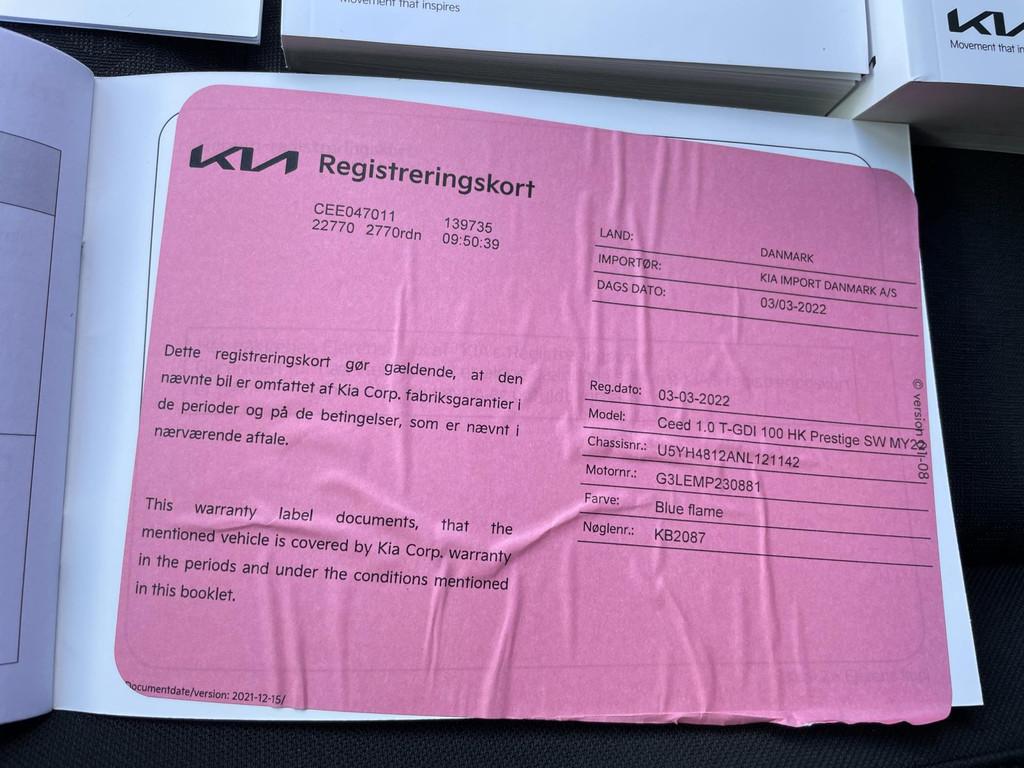 Movement that inspires
KIA
Movement that in
KIA Registreringskort
CEE047011 139735
22770 2770rdn 09:50:39
LAND: DANMARK
IMPORTØR: KIA IMPORT DANMARK A/S
DAGS DATO: 03/03-2022
Dette registreringskort gør gældende, at den
nævnte bil er omfattet af Kia Corp. fabriksgarantier i
de perioder og på de betingelser, som er nævnt i
nærværende aftale.
This warranty label documents, that the
mentioned vehicle is covered by Kia Corp. warranty
in the periods and under the conditions mentioned
in this booklet.
Reg.dato: 03-03-2022
Model: Ceed 1.0 T-GDI 100 HK Prestige SW MY22
Chassisnr.: U5YH4812ANL121142
Motornr.: G3LEMP230881
Farve: Blue flame
Nøglenr.: KB2087
Documentdate/version: 2021-12-15/